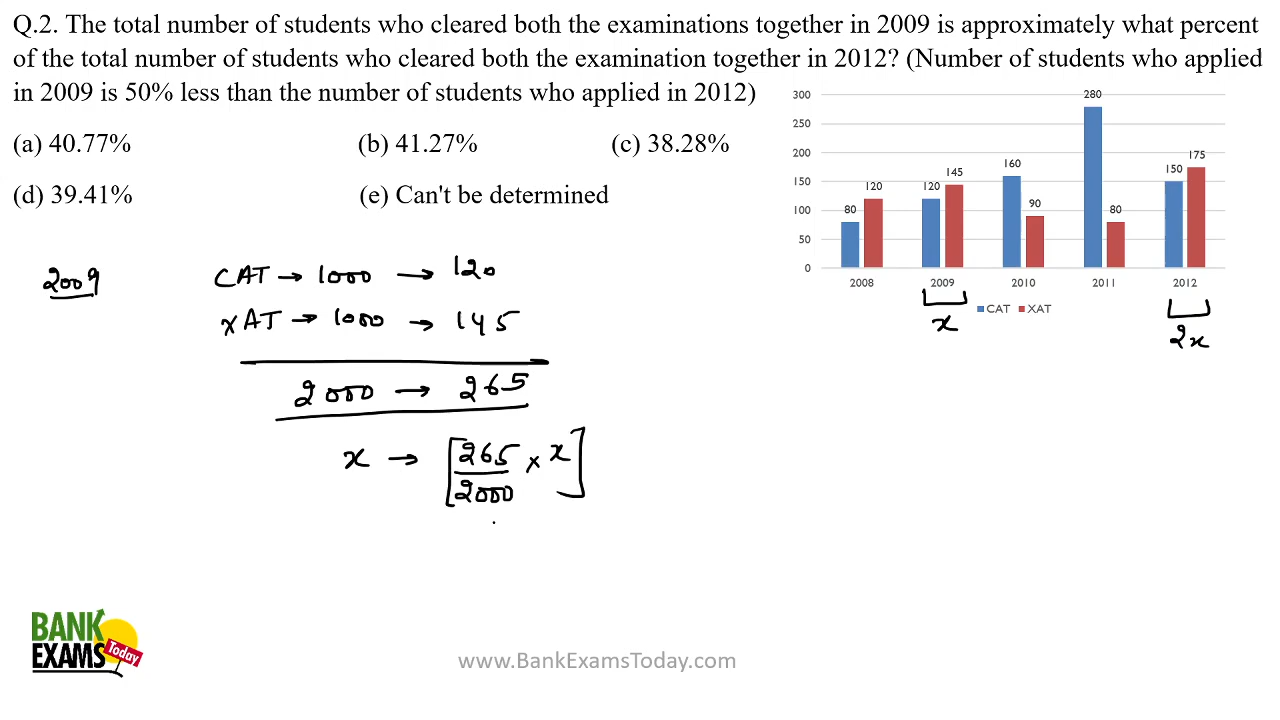 Q.2. The total number of students who cleared both the examinations together in 2009 is approximately what percent
of the total number of students who cleared both the examination together in 2012? (Number of students who applied
in 2009 is 50% less than the number of students who applied in 2012)
(a) 40.77% (b) 41.27% (c) 38.28%
(d) 39.41% (e) Can't be determined
300
250
200
150
100
50
0
80 120 120 145 160 90 280 80 150 175
2008 2009 2010 2011 2012
CAT XAT
x 2x
2009 CAT → 1000 → 120
XAT → 1000 → 145
2000 → 265
x → [265/2000 × x]
BANK
EXAMS Today
www.BankExamsToday.com